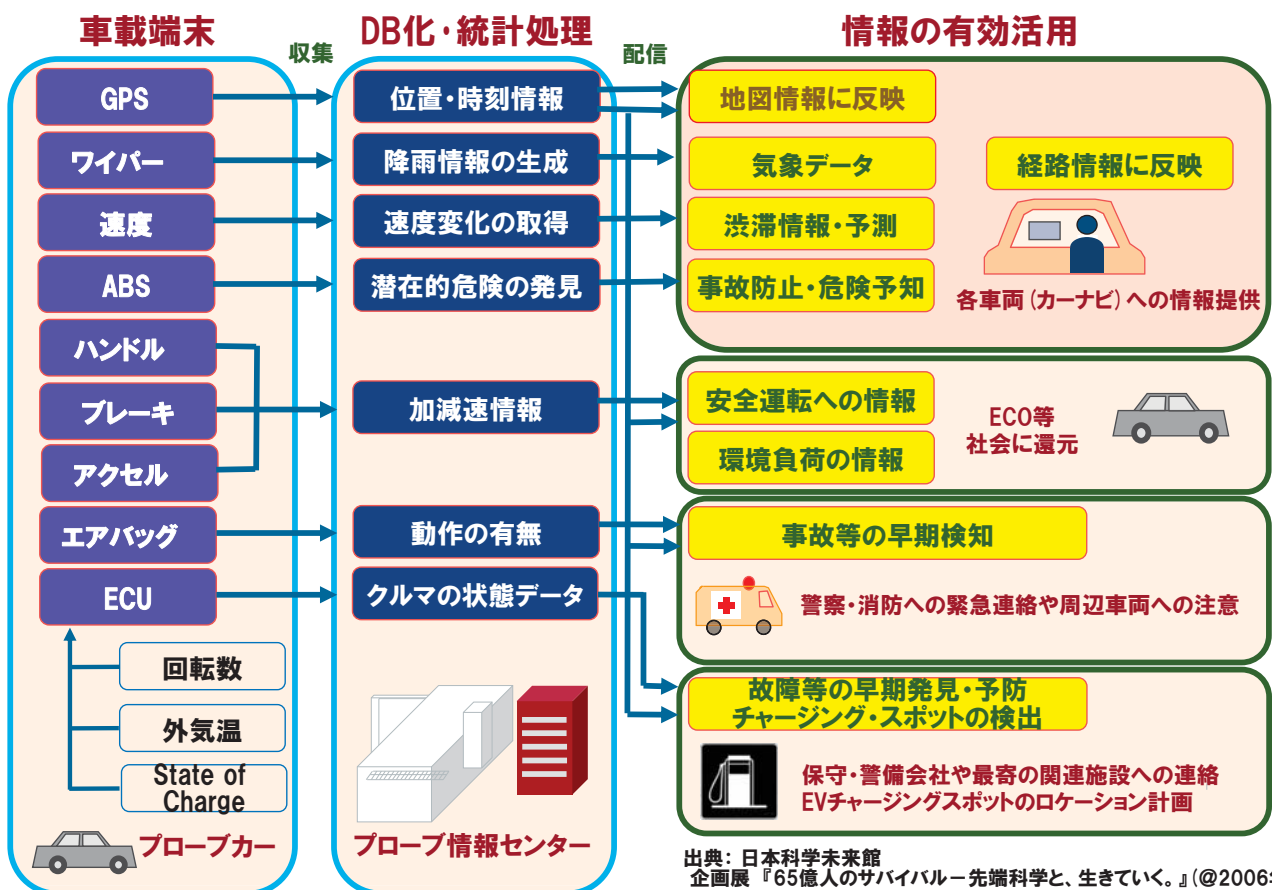 車載端末
収集
DB化・統計処理
配信
情報の有効活用
GPS
ワイパー
速度
ABS
ハンドル
ブレーキ
アクセル
エアバッグ
ECU
回転数
外気温
State of
Charge
プローブカー
位置・時刻情報
降雨情報の生成
速度変化の取得
潜在的危険の発見
加減速情報
動作の有無
クルマの状態データ
プローブ情報センター
地図情報に反映
気象データ
渋滞情報・予測
事故防止・危険予知
経路情報に反映
各車両(カーナビ)への情報提供
安全運転への情報
環境負荷の情報
ECO等
社会に還元
事故等の早期検知
警察・消防への緊急連絡や周辺車両への注意
故障等の早期発見・予防
チャージング・スポットの検出
保守・警備会社や最寄の関連施設への連絡
EVチャージングスポットのロケーション計画
出典: 日本科学未来館
企画展『65億人のサバイバル－先端科学と、生きていく。』(@2006